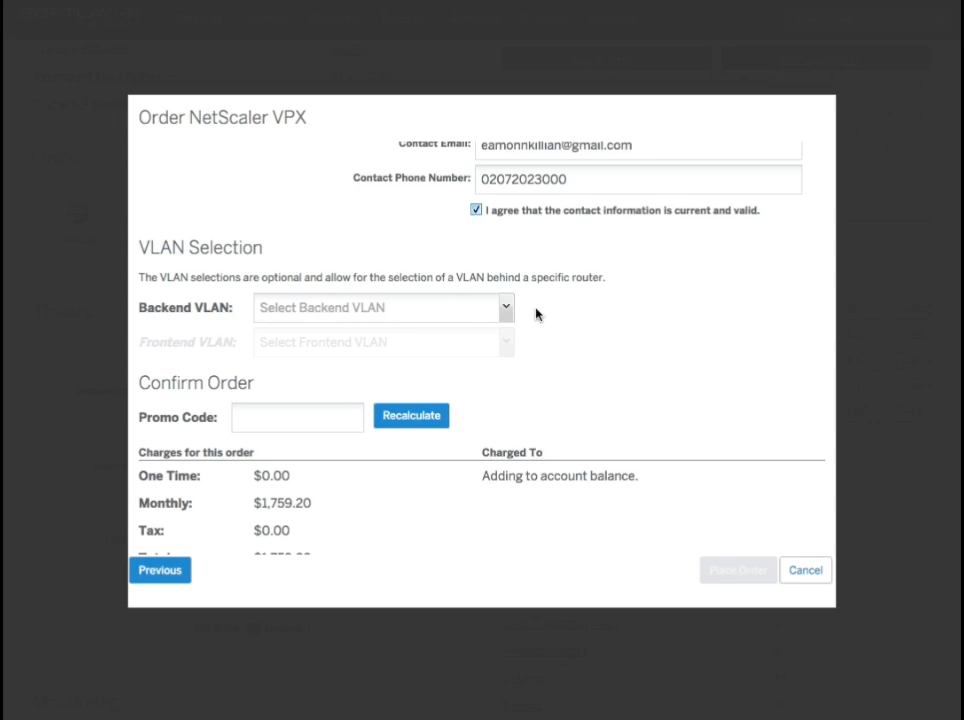 Order NetScaler VPX
Contact Email: eamonnkillian@gmail.com
Contact Phone Number: 02072023000
I agree that the contact information is current and valid.
VLAN Selection
The VLAN selections are optional and allow for the selection of a VLAN behind a specific router.
Backend VLAN: Select Backend VLAN
Frontend VLAN: Select Frontend VLAN
Confirm Order
Promo Code: Recalculate
Charges for this order Charged To
One Time: $0.00 Adding to account balance.
Monthly: $1,759.20
Tax: $0.00
Previous Place Order Cancel